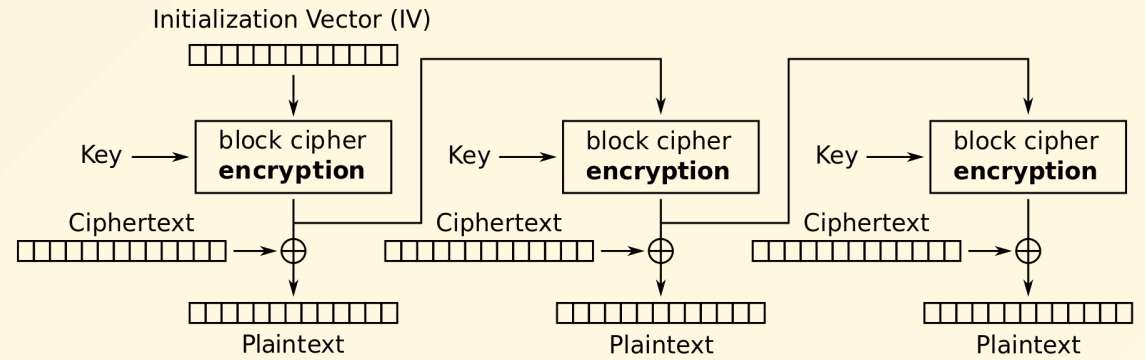 Initialization Vector (IV)
Key
block cipher
encryption
Key
block cipher
encryption
Key
block cipher
encryption
Ciphertext
Ciphertext
Ciphertext
Plaintext
Plaintext
Plaintext